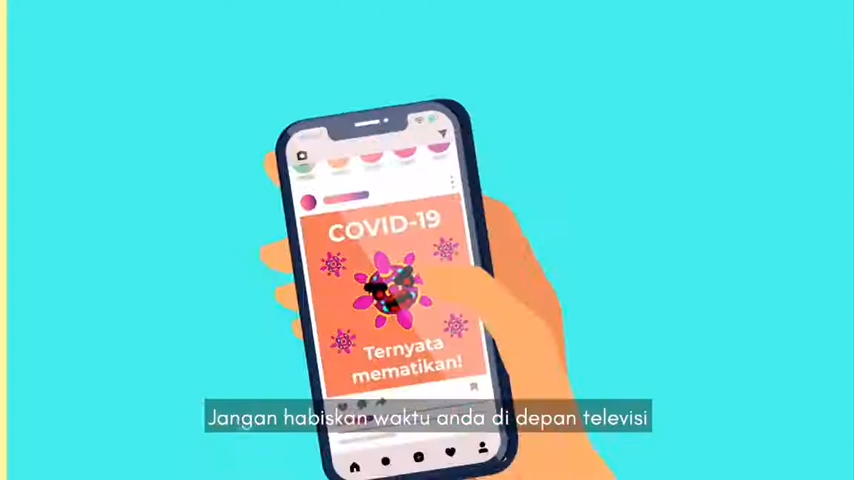 COVID-19
Ternyata
mematikan!
Jangan habiskan waktu anda di depan televisi